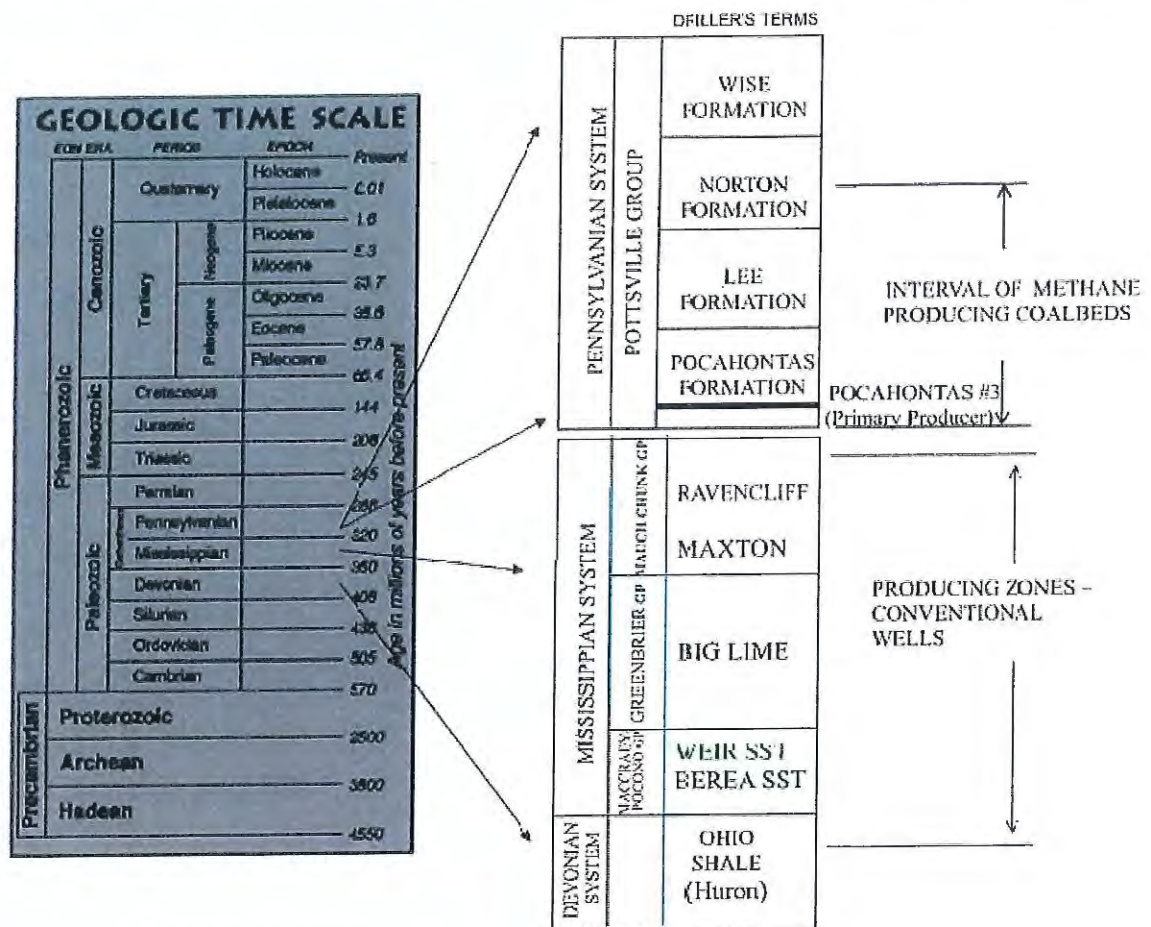 DRILLER'S TERMS
GEOLOGIC TIME SCALE
EON ERA PERIOD EPOCH
Present
Phanerozoic
Cenozoic
Quaternary
Holocene
0.01
Pleistocene
1.6
Tertiary
Neogene
Pliocene
5.3
Miocene
23.7
Paleogene
Oligocene
36.6
Eocene
57.8
Paleocene
66.4
Mesozoic
Cretaceous
144
Jurassic
208
Triassic
245
Paleozoic
Permian
286
Pennsylvanian
320
Mississippian
360
Devonian
408
Silurian
438
Ordovician
505
Cambrian
570
Precambrian
Proterozoic
2500
Archean
3800
Hadean
4550
Age in millions of years before present
PENNSYLVANIAN SYSTEM
POTTSVILLE GROUP
WISE
FORMATION
NORTON
FORMATION
LEE
FORMATION
POCAHONTAS
FORMATION
INTERVAL OF METHANE
PRODUCING COALBEDS
POCAHONTAS #3
(Primary Producer)
MISSISSIPPIAN SYSTEM
MAUCH CHUNK GP
RAVENCLIFF
MAXTON
GREENBRIER GP
BIG LIME
MACCRADY/
POCONO GP
WEIR SST
BEREA SST
DEVONIAN
SYSTEM
OHIO
SHALE
(Huron)
PRODUCING ZONES –
CONVENTIONAL
WELLS